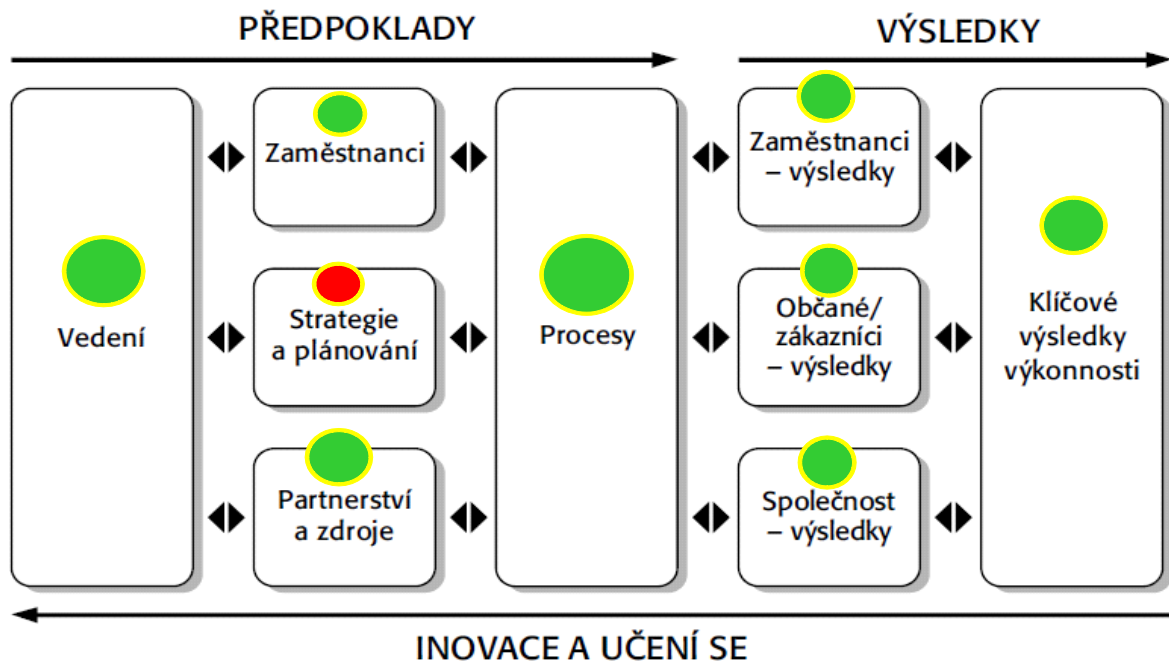 PŘEDPOKLADY
VÝSLEDKY
Vedení
Zaměstnanci
Strategie
a plánování
Partnerství
a zdroje
Procesy
Zaměstnanci
– výsledky
Občané/
zákazníci
– výsledky
Společnost
– výsledky
Klíčové
výsledky
výkonnosti
INOVACE A UČENÍ SE